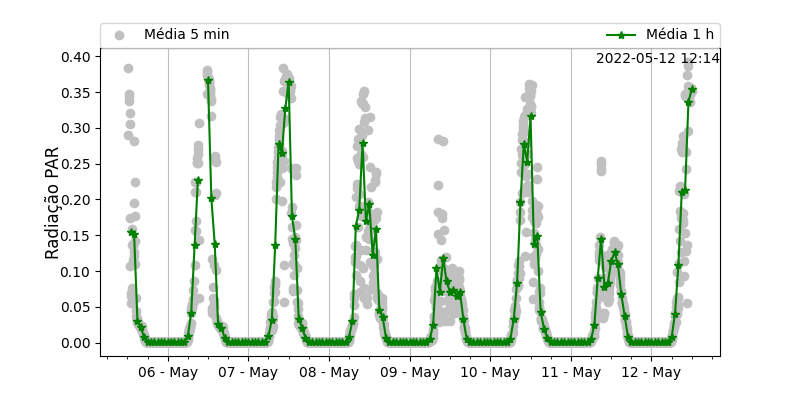 Média 5 min
Média 1 h
2022-05-12 12:14
Radiação PAR
0.40
0.35
0.30
0.25
0.20
0.15
0.10
0.05
0.00
06 - May
07 - May
08 - May
09 - May
10 - May
11 - May
12 - May